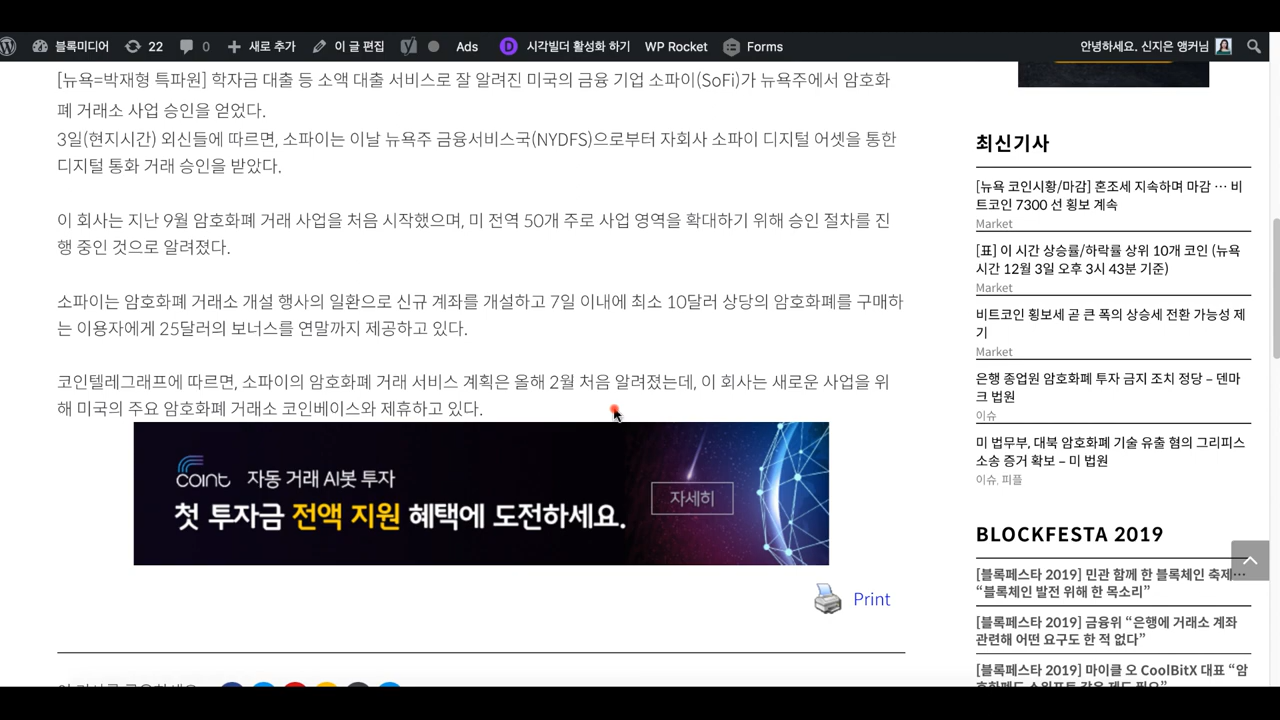 블록미디어 22 0 새로 추가 이 글 편집 Ads 시각빌더 활성화 하기 WP Rocket Forms 안녕하세요. 신지은 앵커님
[뉴욕=박재형 특파원] 학자금 대출 등 소액 대출 서비스로 잘 알려진 미국의 금융 기업 소파이(SoFi)가 뉴욕주에서 암호화
폐 거래소 사업 승인을 얻었다.
3일(현지시간) 외신들에 따르면, 소파이는 이날 뉴욕주 금융서비스국(NYDFS)으로부터 자회사 소파이 디지털 어셋을 통한
디지털 통화 거래 승인을 받았다.
이 회사는 지난 9월 암호화폐 거래 사업을 처음 시작했으며, 미 전역 50개 주로 사업 영역을 확대하기 위해 승인 절차를 진
행 중인 것으로 알려졌다.
소파이는 암호화폐 거래소 개설 행사의 일환으로 신규 계좌를 개설하고 7일 이내에 최소 10달러 상당의 암호화폐를 구매하
는 이용자에게 25달러의 보너스를 연말까지 제공하고 있다.
코인텔레그래프에 따르면, 소파이의 암호화폐 거래 서비스 계획은 올해 2월 처음 알려졌는데, 이 회사는 새로운 사업을 위
해 미국의 주요 암호화폐 거래소 코인베이스와 제휴하고 있다.
coint 자동 거래 AI봇 투자
첫 투자금 전액 지원 혜택에 도전하세요.
자세히
Print
최신기사
[뉴욕 코인시황/마감] 혼조세 지속하며 마감 … 비
트코인 7300 선 횡보 계속
Market
[표] 이 시간 상승률/하락률 상위 10개 코인 (뉴욕
시간 12월 3일 오후 3시 43분 기준)
Market
비트코인 횡보세 곧 큰 폭의 상승세 전환 가능성 제
기
Market
은행 종업원 암호화폐 투자 금지 조치 정당 – 덴마
크 법원
이슈
미 법무부, 대북 암호화폐 기술 유출 혐의 그리피스
소송 증거 확보 – 미 법원
이슈, 피플
BLOCKFESTA 2019
[블록페스타 2019] 민관 함께 한 블록체인 축제…
“블록체인 발전 위해 한 목소리”
[블록페스타 2019] 금융위 “은행에 거래소 계좌
관련해 어떤 요구도 한 적 없다”
[블록페스타 2019] 마이클 오 CoolBitX 대표 “암